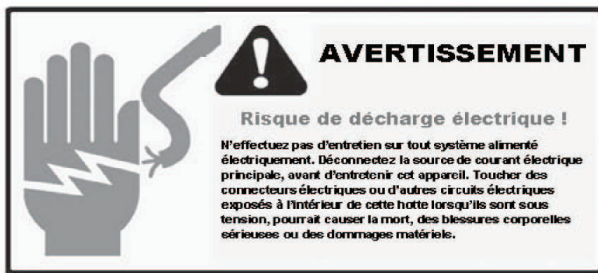 AVERTISSEMENT
Risque de décharge électrique !
N'effectuez pas d'entretien sur tout système alimenté
électriquement. Déconnectez la source de courant électrique
principale, avant d'entretenir cet appareil. Toucher des
connecteurs électriques ou d'autres circuits électriques
exposés à l'intérieur de cette hotte lorsqu'ils sont sous
tension, pourrait causer la mort, des blessures corporelles
sérieuses ou des dommages matériels.